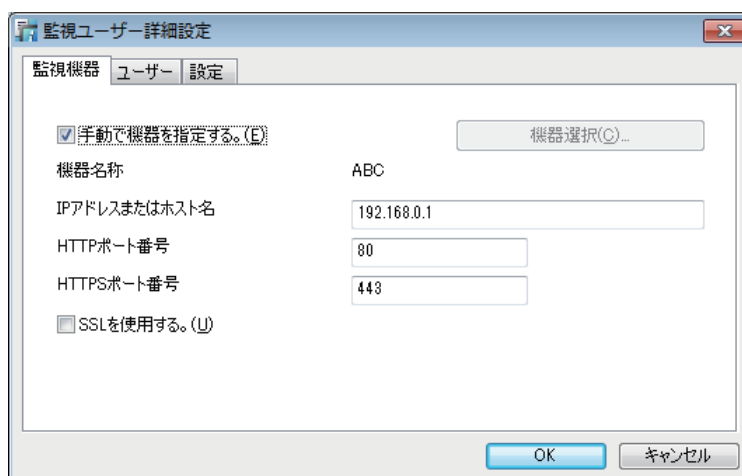 監視ユーザー詳細設定
監視機器 ユーザー 設定
手動で機器を指定する。(E) 機器選択(C)...
機器名称 ABC
IPアドレスまたはホスト名 192.168.0.1
HTTPポート番号 80
HTTPSポート番号 443
SSLを使用する。(U)
OK キャンセル